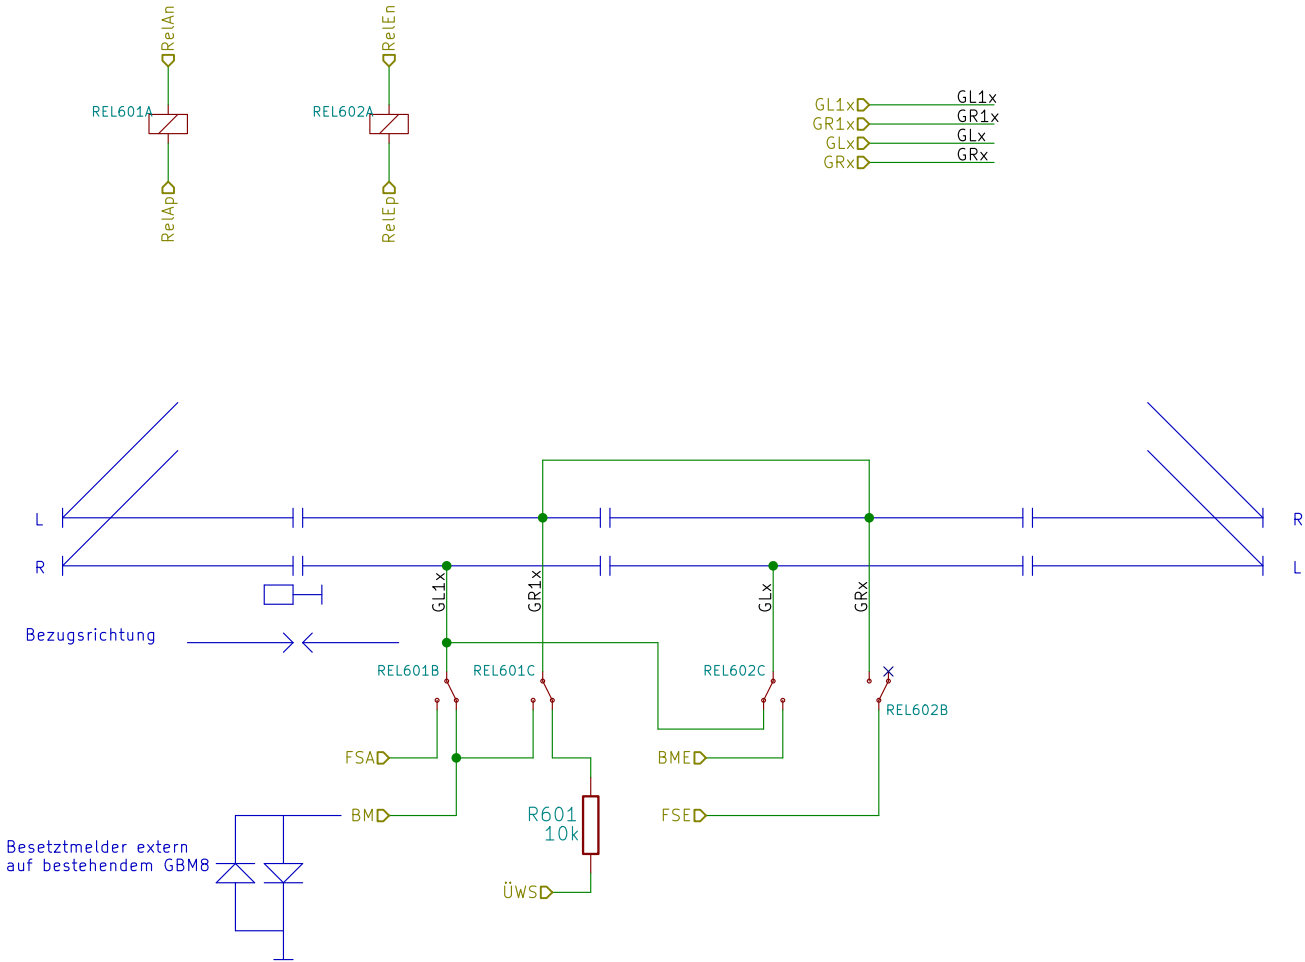 RelAn
RelEn
REL601A
REL602A
RelAp
RelEp
GL1x GL1x
GR1x GR1x
GLx GLx
GRx GRx
L R
R L
GL1x GR1x GLx GRx
Bezugsrichtung
REL601B REL601C REL602C
REL602B
FSA BME
BM R601 FSE
10k
Besetztmelder extern
auf bestehendem GBM8
ÜWS